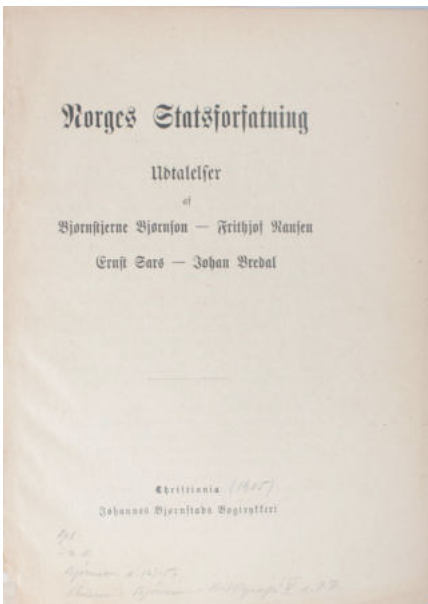 Norges Statsforfatning
Udtalelser
af
Bjørnstjerne Bjørnson — Frithjof Nansen
Ernst Sars — Johan Bredal
Christiania (1905)
Johannes Bjørnstads Bogtrykkeri